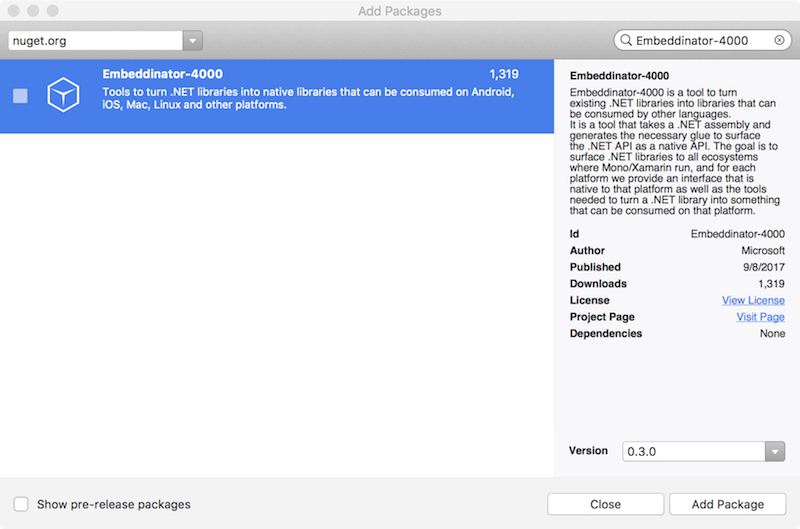 Add Packages
nuget.org
Embeddinator-4000
Embeddinator-4000 1,319
Tools to turn .NET libraries into native libraries that can be consumed on Android,
iOS, Mac, Linux and other platforms.
Embeddinator-4000
Embeddinator-4000 is a tool to turn
existing .NET libraries into libraries that can
be consumed by other languages.
It is a tool that takes a .NET assembly and
generates the necessary glue to surface
the .NET API as a native API. The goal is to
surface .NET libraries to all ecosystems
where Mono/Xamarin run, and for each
platform we provide an interface that is
native to that platform as well as the tools
needed to turn a .NET library into something
that can be consumed on that platform.
Id Embeddinator-4000
Author Microsoft
Published 9/8/2017
Downloads 1,319
License View License
Project Page Visit Page
Dependencies None
Version 0.3.0
Show pre-release packages
Close
Add Package